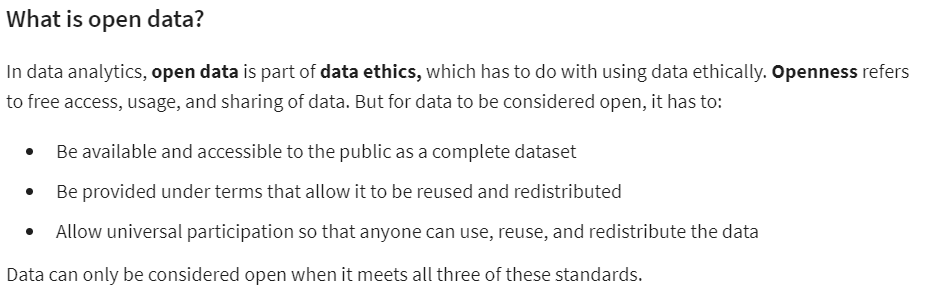 What is open data?
In data analytics, open data is part of data ethics, which has to do with using data ethically. Openness refers
to free access, usage, and sharing of data. But for data to be considered open, it has to:
• Be available and accessible to the public as a complete dataset
• Be provided under terms that allow it to be reused and redistributed
• Allow universal participation so that anyone can use, reuse, and redistribute the data
Data can only be considered open when it meets all three of these standards.